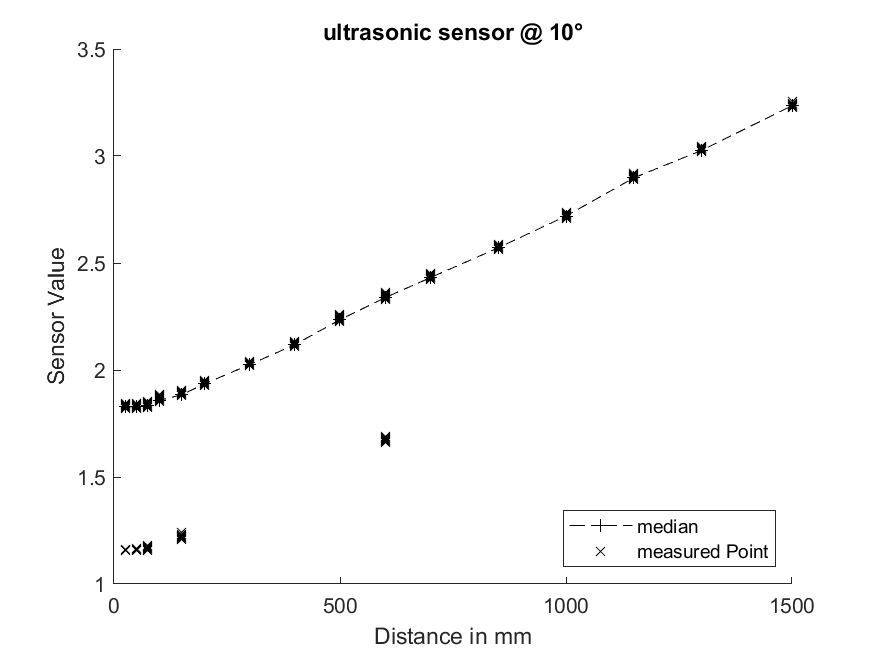 ultrasonic sensor @ 10°
3.5
3
2.5
2
1.5
1
Sensor Value
0
500
1000
1500
Distance in mm
median
measured Point